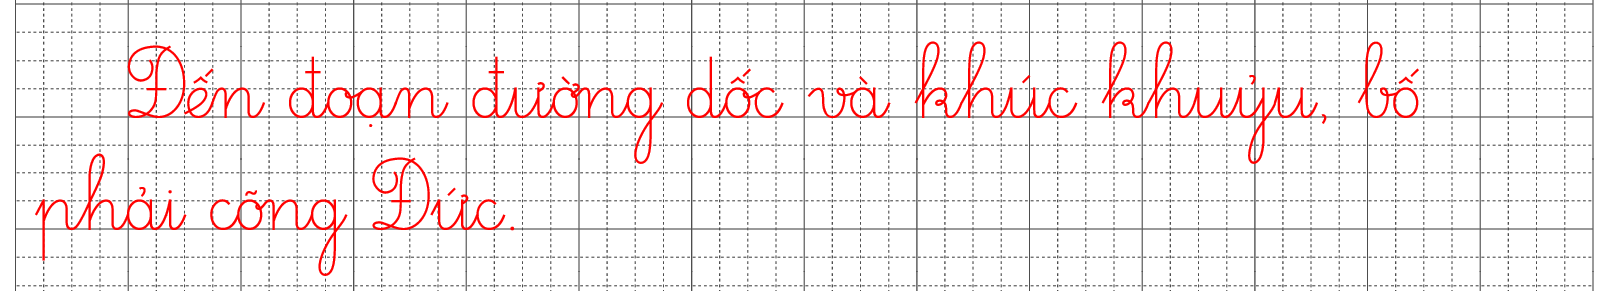 Đến đoạn đường dốc và khúc khuỷu, bố
phải cõng Đức.